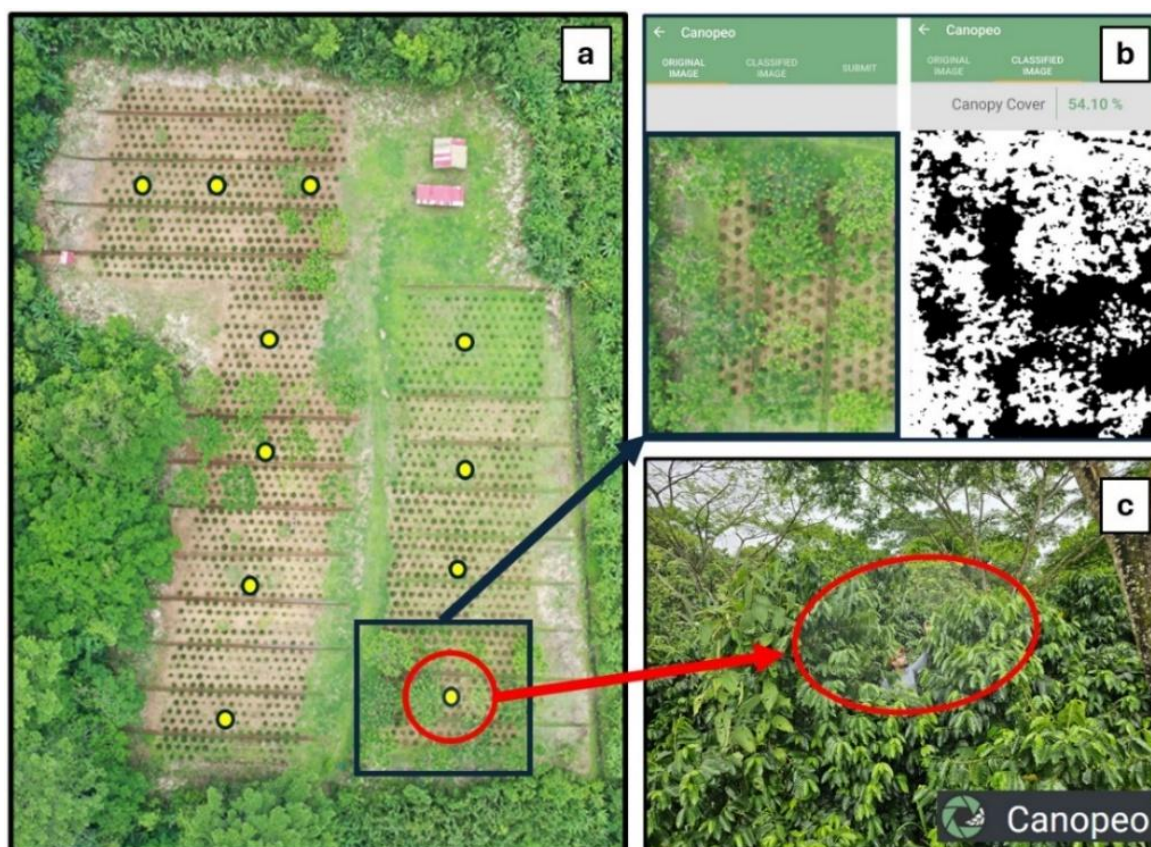 a
← Canopeo
ORIGINAL IMAGE
CLASSIFIED IMAGE
SUBMIT
← Canopeo
ORIGINAL IMAGE
CLASSIFIED IMAGE
b
Canopy Cover 54.10 %
c
Canopeo